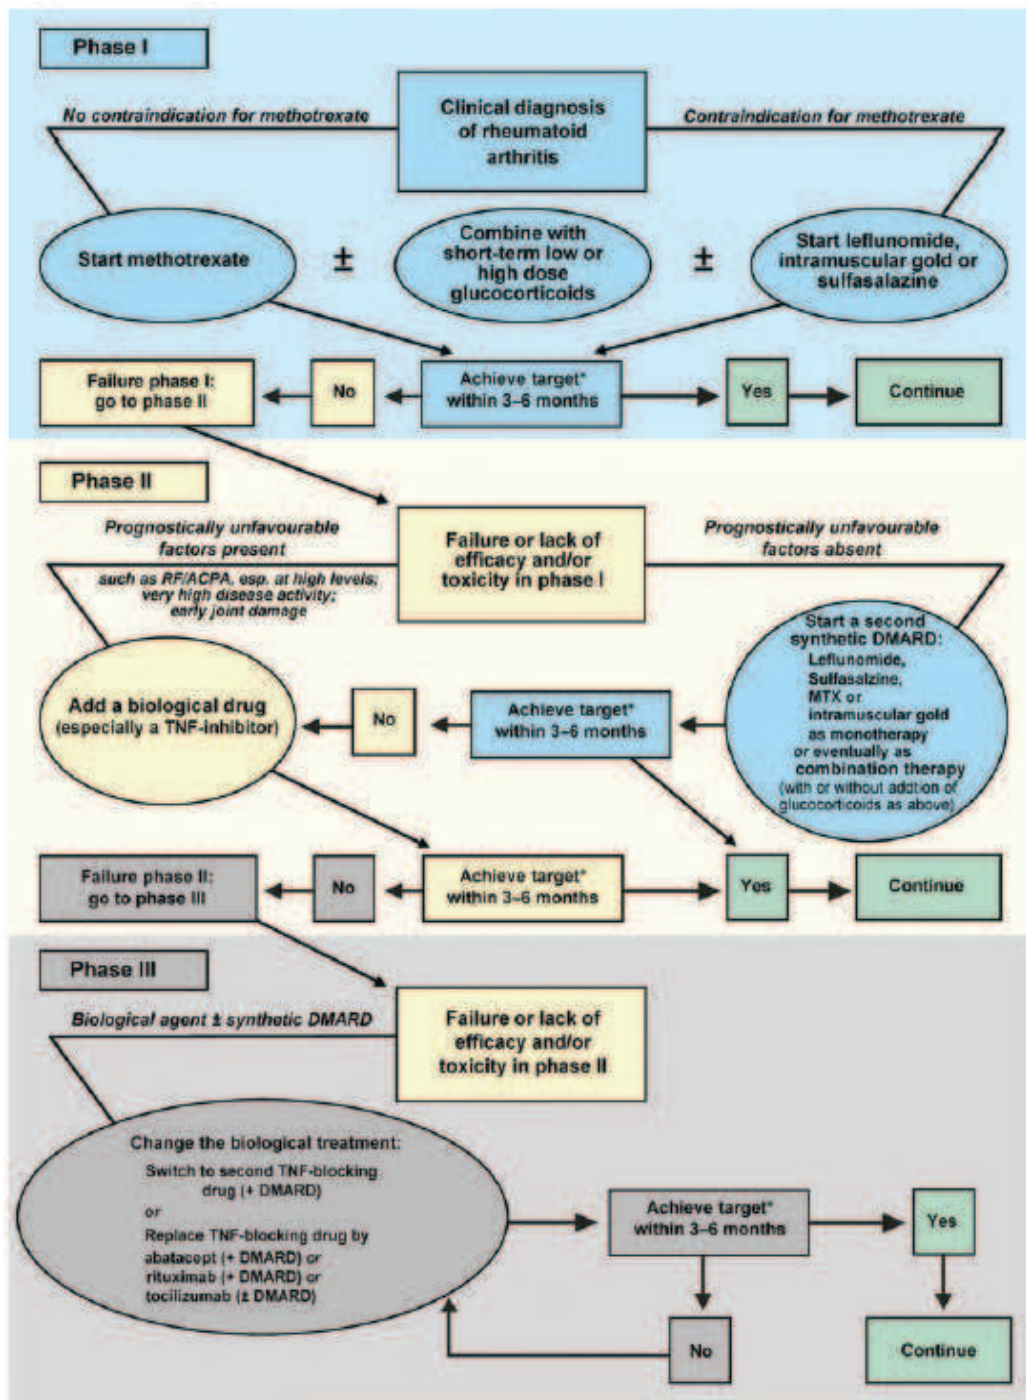 Phase I
No contraindication for methotrexate
Clinical diagnosis
of rheumatoid
arthritis
Contraindication for methotrexate
Start methotrexate
±
Combine with
short-term low or
high dose
glucocorticoids
±
Start leflunomide,
intramuscular gold or
sulfasalazine
Failure phase I:
go to phase II
No
Achieve target*
within 3–6 months
Yes
Continue
Phase II
Prognostically unfavourable
factors present
such as RF/ACPA, esp. at high levels;
very high disease activity;
early joint damage
Failure or lack of
efficacy and/or
toxicity in phase I
Prognostically unfavourable
factors absent
Add a biological drug
(especially a TNF-inhibitor)
No
Achieve target*
within 3–6 months
Start a second
synthetic DMARD:
Leflunomide,
Sulfasalzine,
MTX or
intramuscular gold
as monotherapy
or eventually as
combination therapy
(with or without addtion of
glucocorticoids as above)
Failure phase II:
go to phase III
No
Achieve target*
within 3–6 months
Yes
Continue
Phase III
Biological agent ± synthetic DMARD
Failure or lack of
efficacy and/or
toxicity in phase II
Change the biological treatment:
Switch to second TNF-blocking
drug (+ DMARD)
or
Replace TNF-blocking drug by
abatacept (+ DMARD) or
rituximab (+ DMARD) or
tocilizumab (± DMARD)
Achieve target*
within 3–6 months
Yes
No
Continue